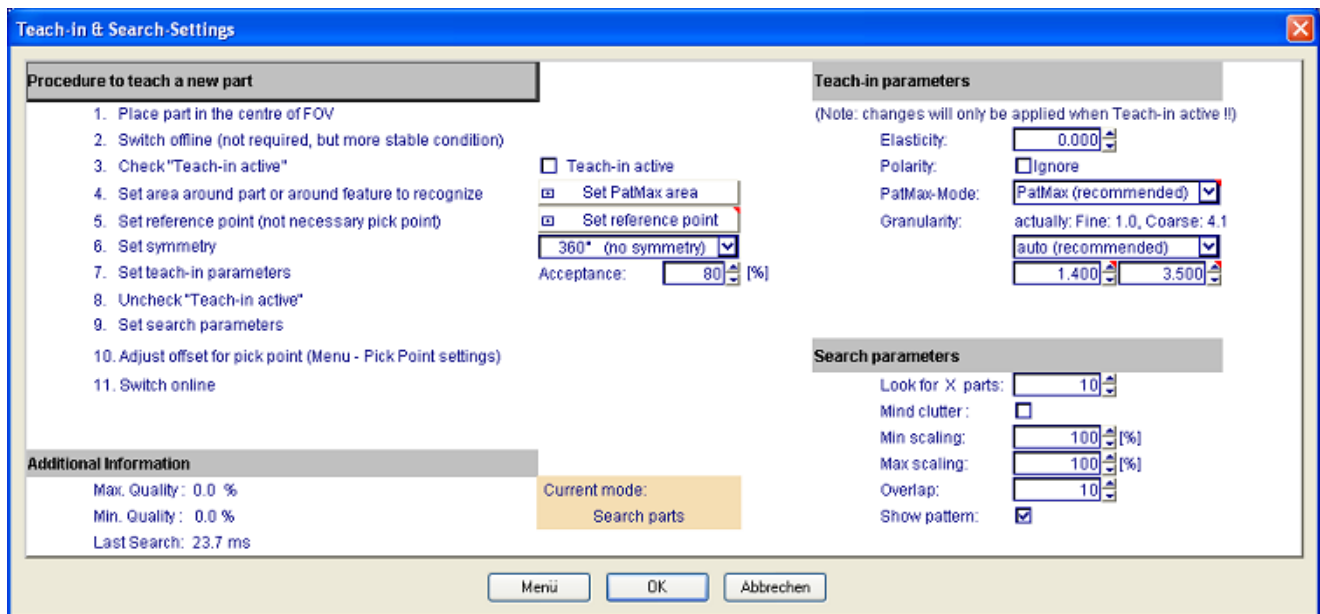 Teach-in & Search-Settings
Procedure to teach a new part
1. Place part in the centre of FOV
2. Switch offline (not required, but more stable condition)
3. Check "Teach-in active"
Teach-in active
4. Set area around part or around feature to recognize
Set PatMax area
5. Set reference point (not necessary pick point)
Set reference point
6. Set symmetry
360° (no symmetry)
7. Set teach-in parameters
Acceptance: 80 [%]
8. Uncheck "Teach-in active"
9. Set search parameters
10. Adjust offset for pick point (Menu - Pick Point settings)
11. Switch online
Additional Information
Max. Quality: 0.0 %
Min. Quality: 0.0 %
Last Search: 23.7 ms
Current mode:
Search parts
Teach-in parameters
(Note: changes will only be applied when Teach-in active !!)
Elasticity: 0.000
Polarity: Ignore
PatMax-Mode: PatMax (recommended)
Granularity: actually: Fine: 1.0, Coarse: 4.1
auto (recommended)
1.400 3.500
Search parameters
Look for X parts: 10
Mind clutter:
Min scaling: 100 [%]
Max scaling: 100 [%]
Overlap: 10
Show pattern:
Menü OK Abbrechen